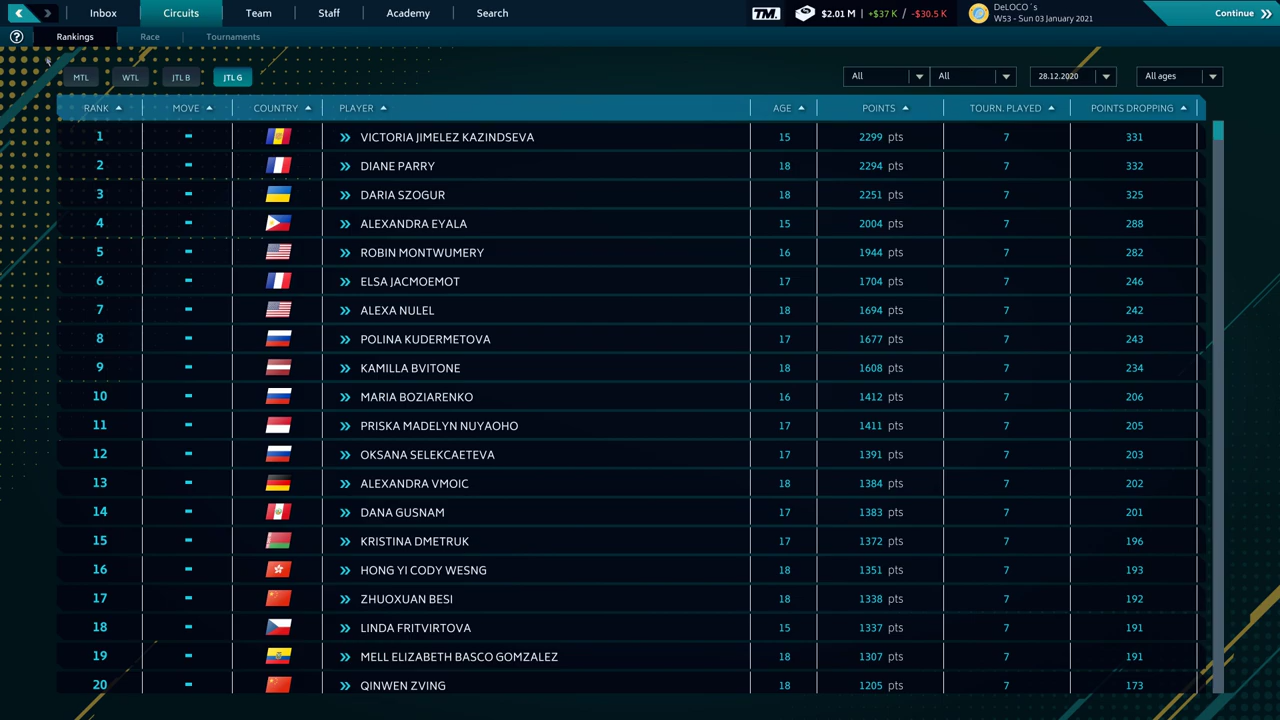 Inbox Circuits Team Staff Academy Search TM. $2.01 M | +$37 K / -$30.5 K DeLOCO´s Continue
W53 - Sun 03 January 2021
? Rankings Race Tournaments
MTL WTL JTL B JTL G All All 28.12.2020 All ages
RANK MOVE COUNTRY PLAYER AGE POINTS TOURN. PLAYED POINTS DROPPING
1 - VICTORIA JIMELEZ KAZINDSEVA 15 2299 pts 7 331
2 - DIANE PARRY 18 2294 pts 7 332
3 - DARIA SZOGUR 18 2251 pts 7 325
4 - ALEXANDRA EYALA 15 2004 pts 7 288
5 - ROBIN MONTWUMERY 16 1944 pts 7 282
6 - ELSA JACMOEMOT 17 1704 pts 7 246
7 - ALEXA NULEL 18 1694 pts 7 242
8 - POLINA KUDERMETOVA 17 1677 pts 7 243
9 - KAMILLA BVITONE 18 1608 pts 7 234
10 - MARIA BOZIARENKO 16 1412 pts 7 206
11 - PRISKA MADELYN NUYAOHO 17 1411 pts 7 205
12 - OKSANA SELEKCAETEVA 17 1391 pts 7 203
13 - ALEXANDRA VMOIC 18 1384 pts 7 202
14 - DANA GUSNAM 17 1383 pts 7 201
15 - KRISTINA DMETRUK 17 1372 pts 7 196
16 - HONG YI CODY WESNG 18 1351 pts 7 193
17 - ZHUOXUAN BESI 18 1338 pts 7 192
18 - LINDA FRITVIRTOVA 15 1337 pts 7 191
19 - MELL ELIZABETH BASCO GOMZALEZ 18 1307 pts 7 191
20 - QINWEN ZVING 18 1205 pts 7 173